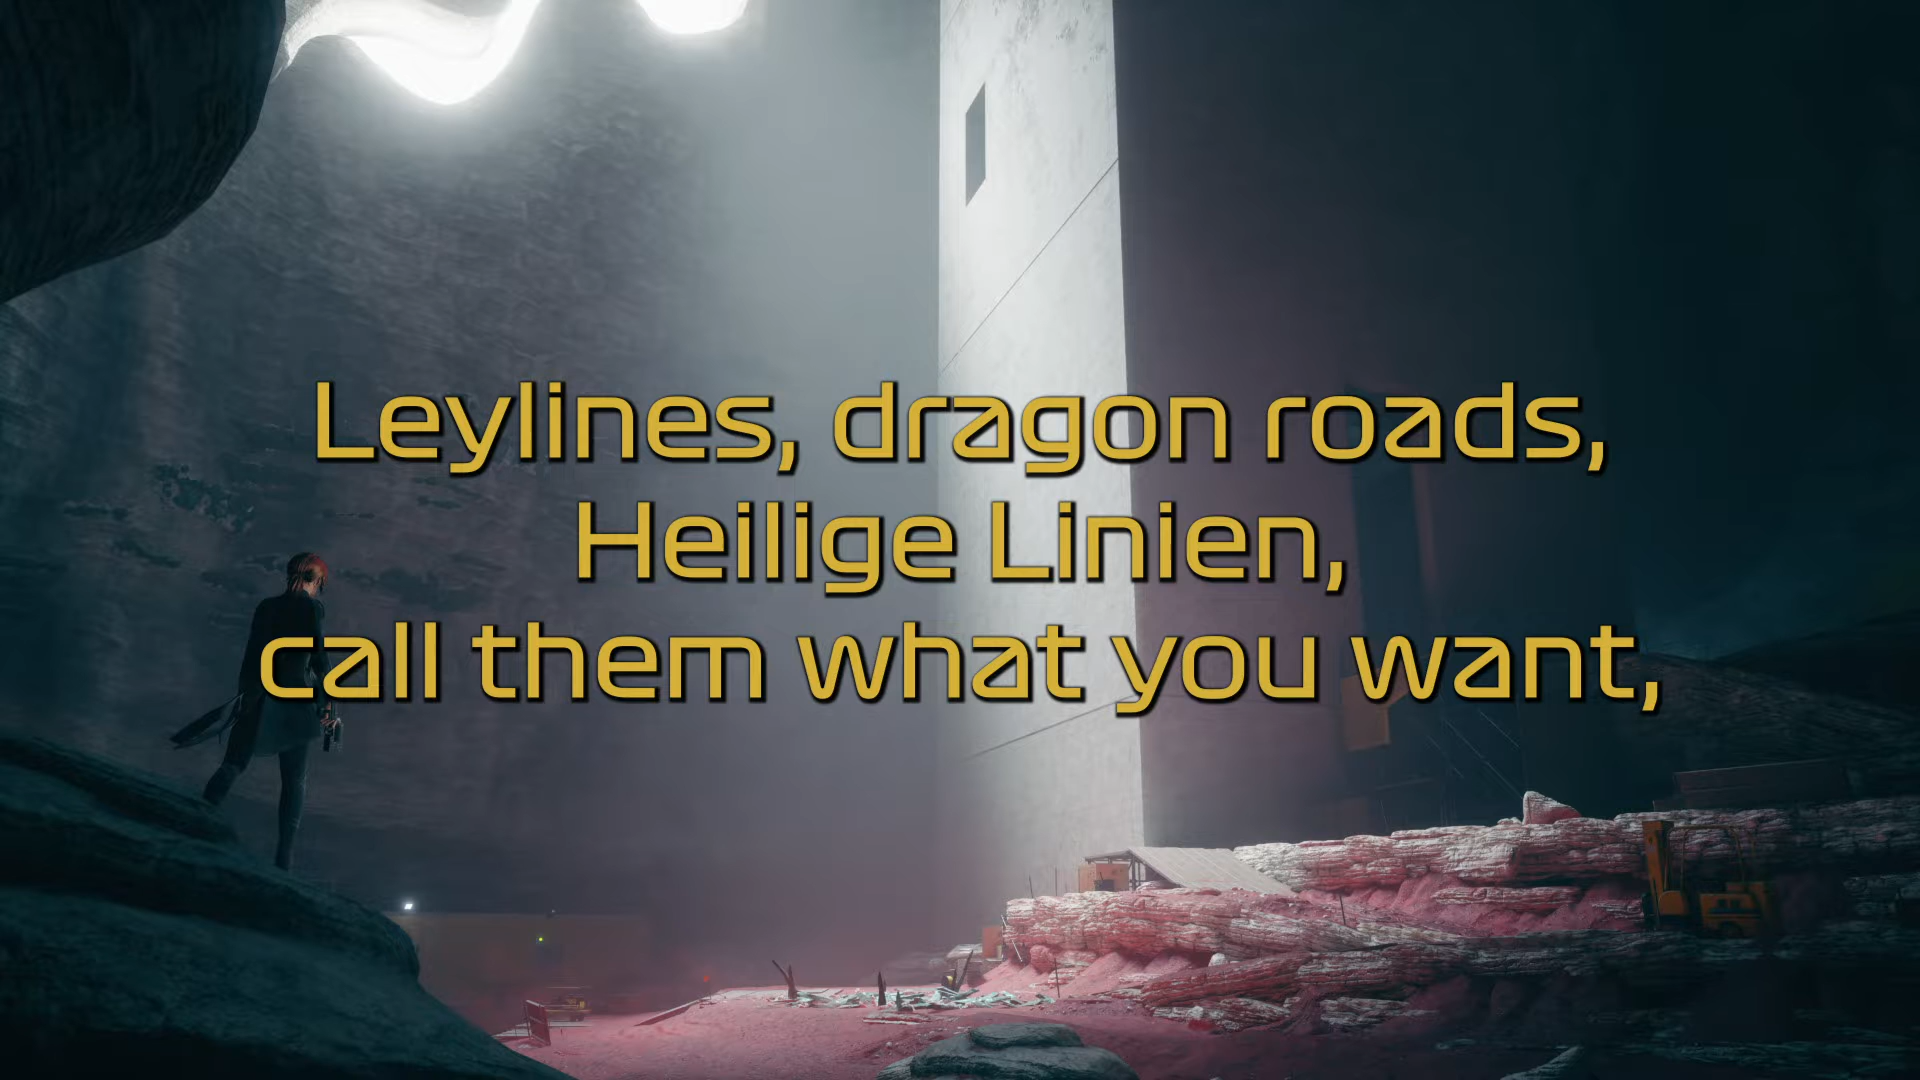 Leylines, dragon roads,
Heilige Linien,
call them what you want,